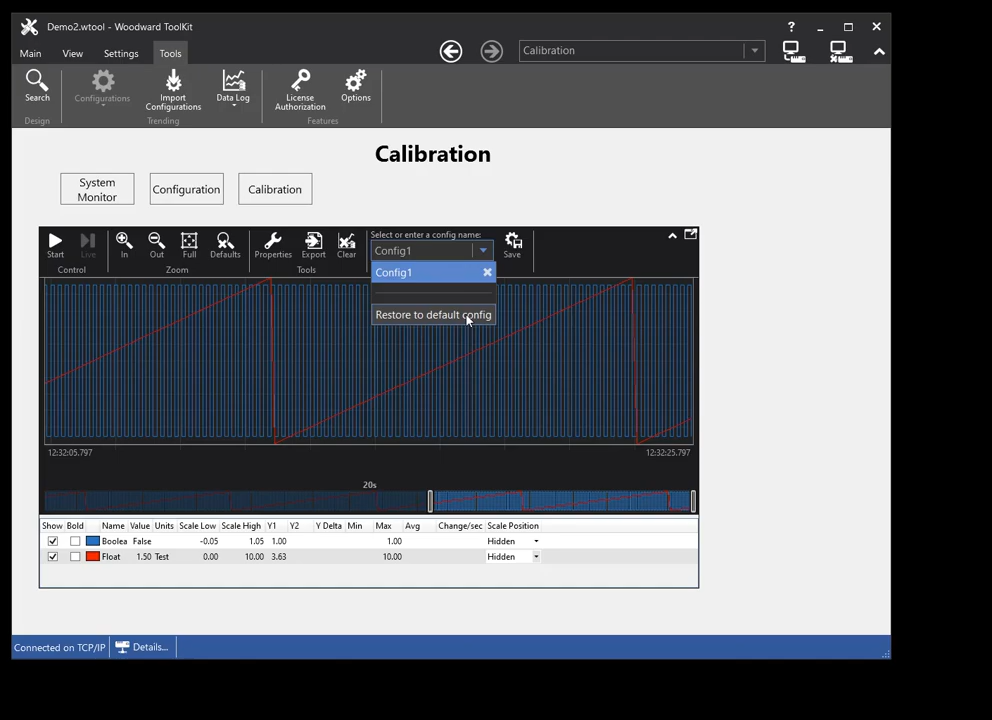 Demo2.wtool - Woodward ToolKit
?
Main View Settings Tools
Calibration
Search
Configurations
Import
Configurations
Data Log
License
Authorization
Options
Design
Trending
Features
Calibration
System
Monitor
Configuration
Calibration
Select or enter a config name:
Config1
Start Live In Out Full Defaults Properties Export Clear Save
Control Zoom Tools
Config1
Restore to default config
12:32:05.797 12:32:25.797
20s
Show Bold Name Value Units Scale Low Scale High Y1 Y2 Y Delta Min Max Avg Change/sec Scale Position
Boolea False -0.05 1.05 1.00 1.00 Hidden
Float 1.50 Test 0.00 10.00 3.63 10.00 Hidden
Connected on TCP/IP Details...